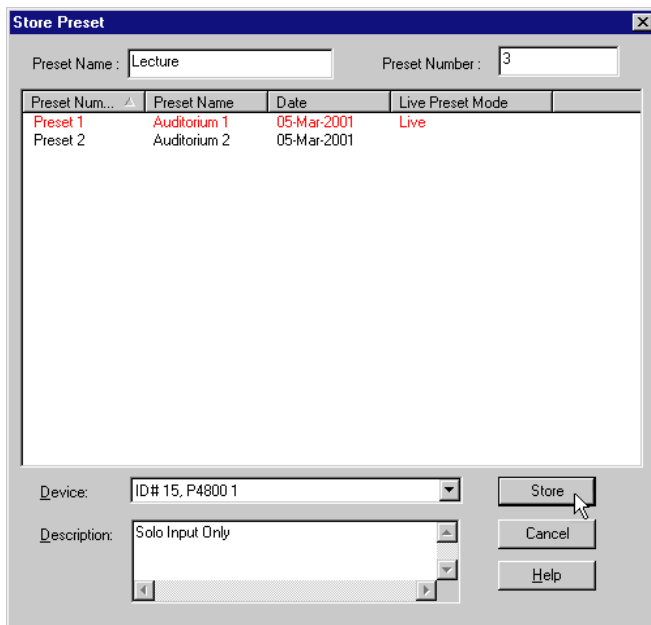 Store Preset
Preset Name : Lecture Preset Number : 3
Preset Num... Preset Name Date Live Preset Mode
Preset 1 Auditorium 1 05-Mar-2001 Live
Preset 2 Auditorium 2 05-Mar-2001
Device: ID# 15, P4800 1 Store
Description: Solo Input Only Cancel
Help